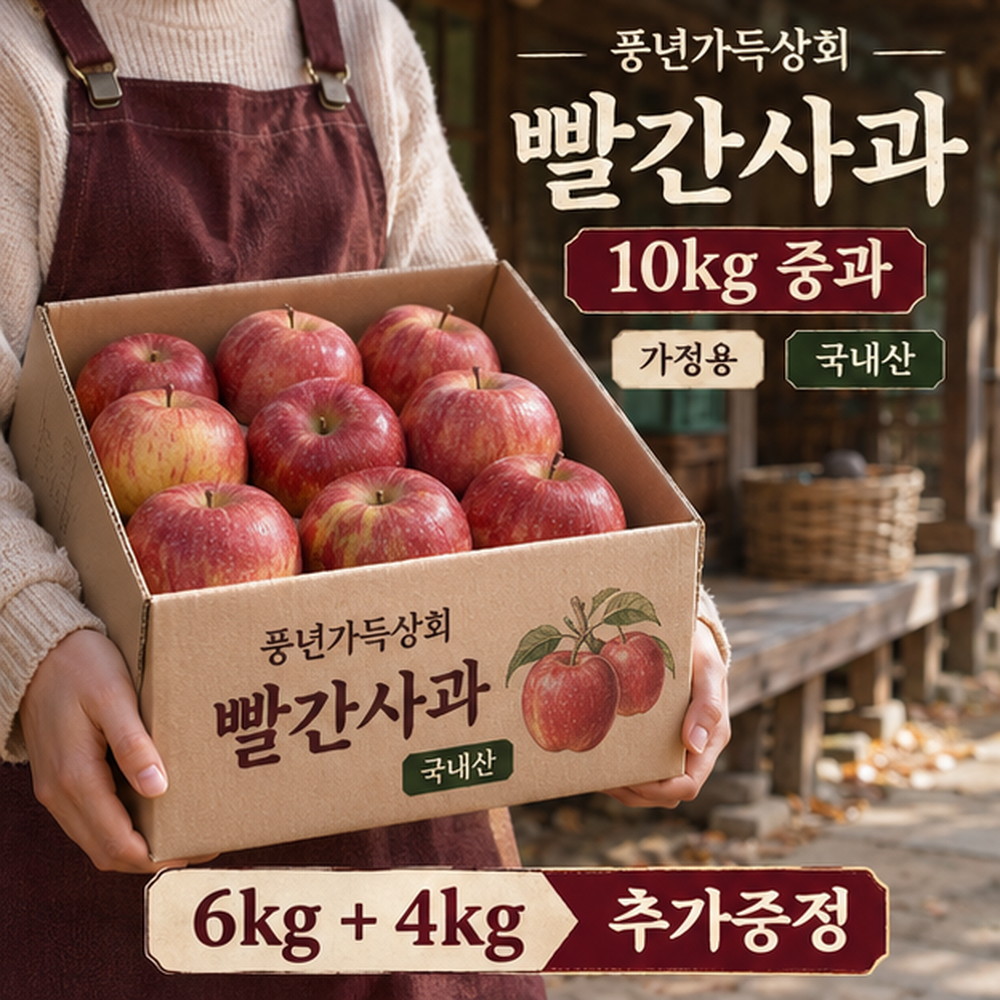 풍년가득상회
빨간사과
10kg 중과
가정용 국내산
풍년가득상회
빨간사과
국내산
6kg + 4kg 추가중정